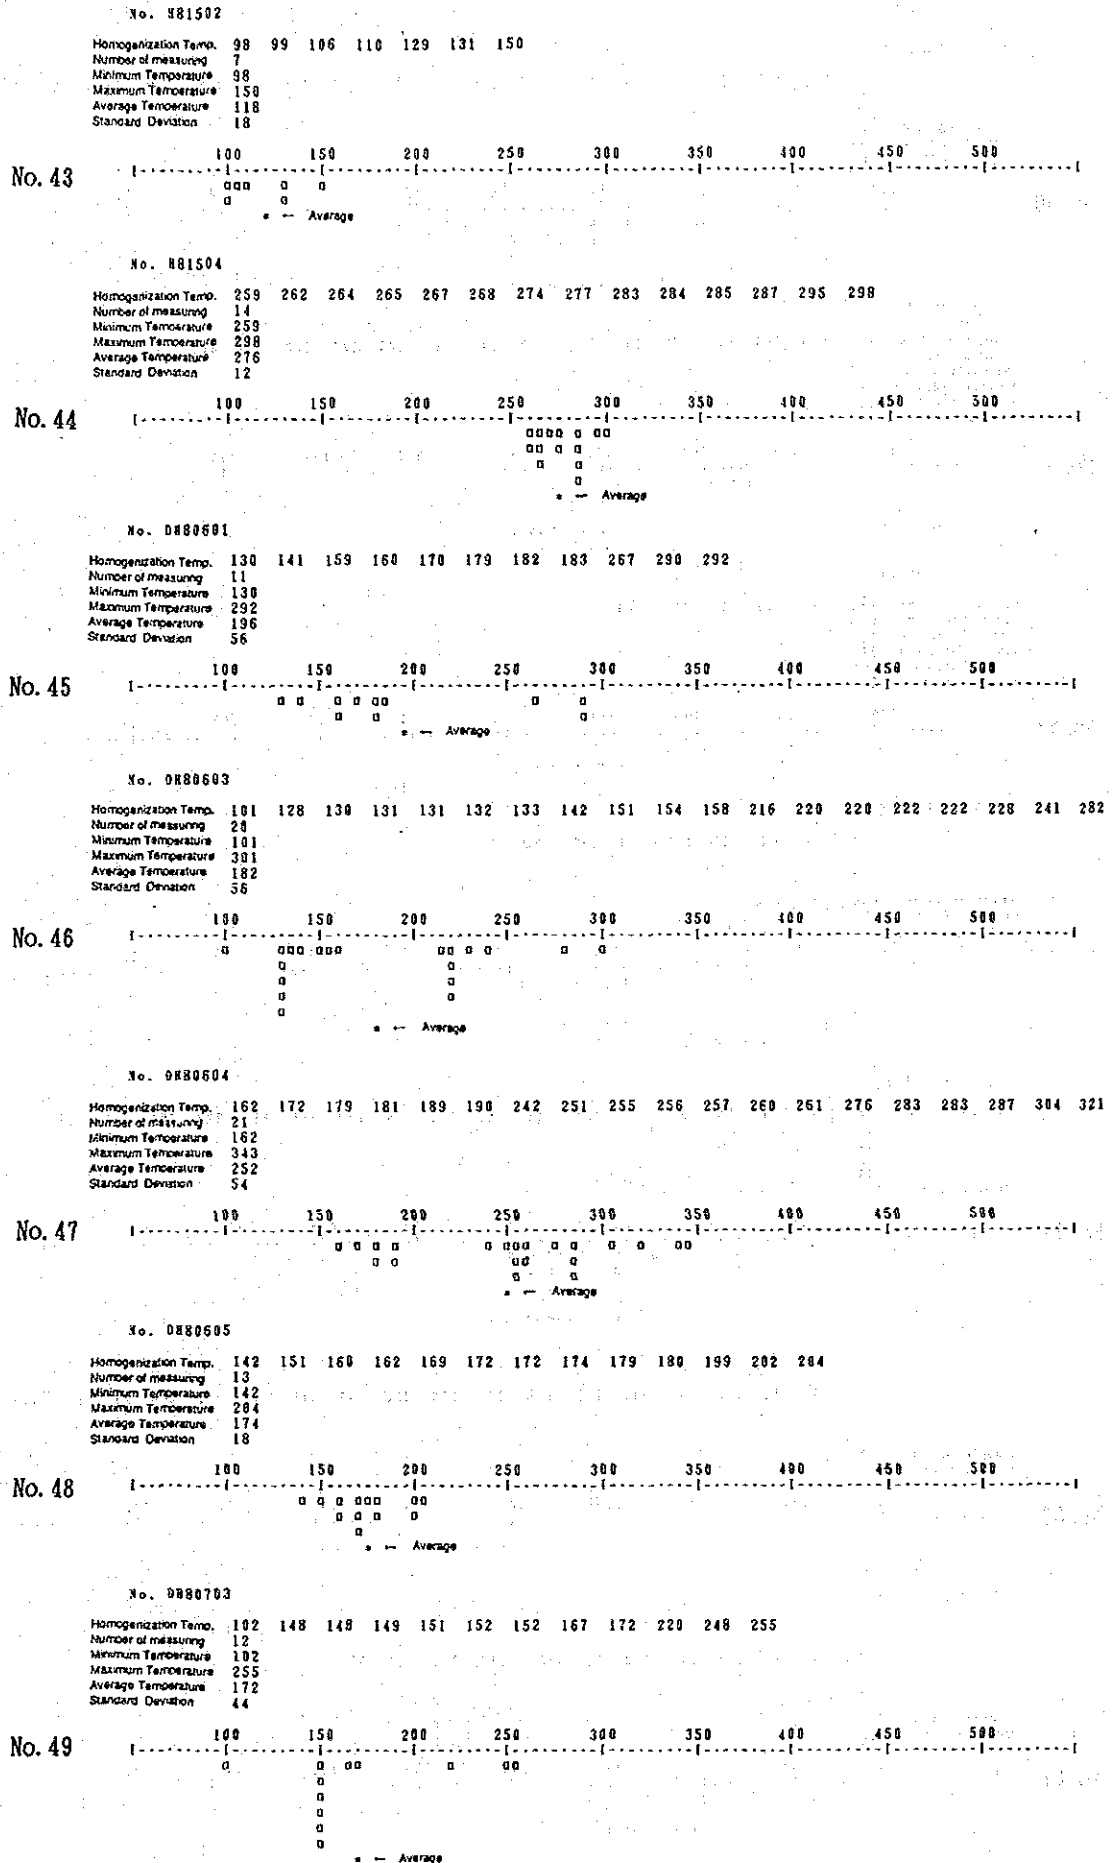 No. H81502
Homogenization Temp. 98 99 106 110 129 131 150
Number of measuring 7
Minimum Temperature 98
Maximum Temperature 150
Average Temperature 118
Standard Deviation 18
100 150 200 250 300 350 400 450 500
No. 43
* ← Average
No. H81504
Homogenization Temp. 259 262 264 265 267 268 274 277 283 284 285 287 295 298
Number of measuring 14
Minimum Temperature 259
Maximum Temperature 298
Average Temperature 276
Standard Deviation 12
100 150 200 250 300 350 400 450 500
No. 44
* ← Average
No. DH80601
Homogenization Temp. 130 141 159 160 170 179 182 183 267 290 292
Number of measuring 11
Minimum Temperature 130
Maximum Temperature 292
Average Temperature 196
Standard Deviation 56
100 150 200 250 300 350 400 450 500
No. 45
* ← Average
No. DH80603
Homogenization Temp. 101 128 130 131 131 132 133 142 151 154 158 216 220 220 222 222 228 241 282
Number of measuring 20
Minimum Temperature 101
Maximum Temperature 301
Average Temperature 182
Standard Deviation 56
100 150 200 250 300 350 400 450 500
No. 46
* ← Average
No. DH80604
Homogenization Temp. 162 172 179 181 189 190 242 251 255 256 257 260 261 276 283 283 287 304 321
Number of measuring 21
Minimum Temperature 162
Maximum Temperature 343
Average Temperature 252
Standard Deviation 54
100 150 200 250 300 350 400 450 500
No. 47
* ← Average
No. DH80605
Homogenization Temp. 142 151 160 162 169 172 172 174 179 180 199 202 204
Number of measuring 13
Minimum Temperature 142
Maximum Temperature 204
Average Temperature 174
Standard Deviation 18
100 150 200 250 300 350 400 450 500
No. 48
* ← Average
No. DH80703
Homogenization Temp. 102 148 148 149 151 152 152 167 172 220 248 255
Number of measuring 12
Minimum Temperature 102
Maximum Temperature 255
Average Temperature 172
Standard Deviation 44
100 150 200 250 300 350 400 450 500
No. 49
* ← Average